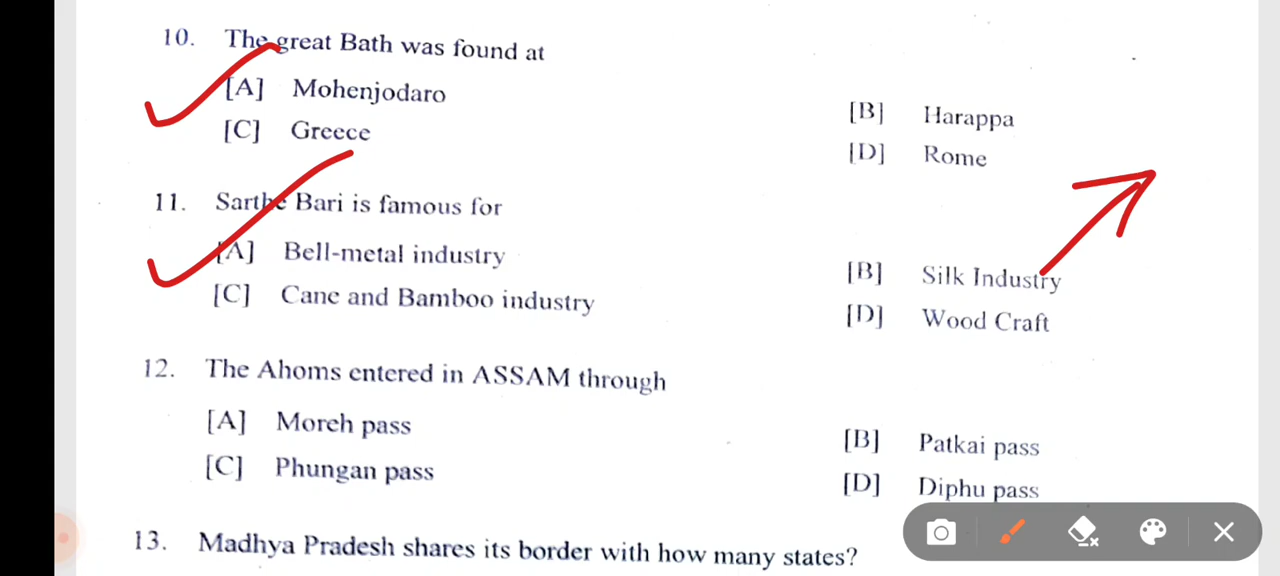 10. The great Bath was found at
[A] Mohenjodaro
[B] Harappa
[C] Greece
[D] Rome
11. Sarthe Bari is famous for
[A] Bell-metal industry
[B] Silk Industry
[C] Cane and Bamboo industry
[D] Wood Craft
12. The Ahoms entered in ASSAM through
[A] Moreh pass
[B] Patkai pass
[C] Phungan pass
[D] Diphu pass
13. Madhya Pradesh shares its border with how many states?